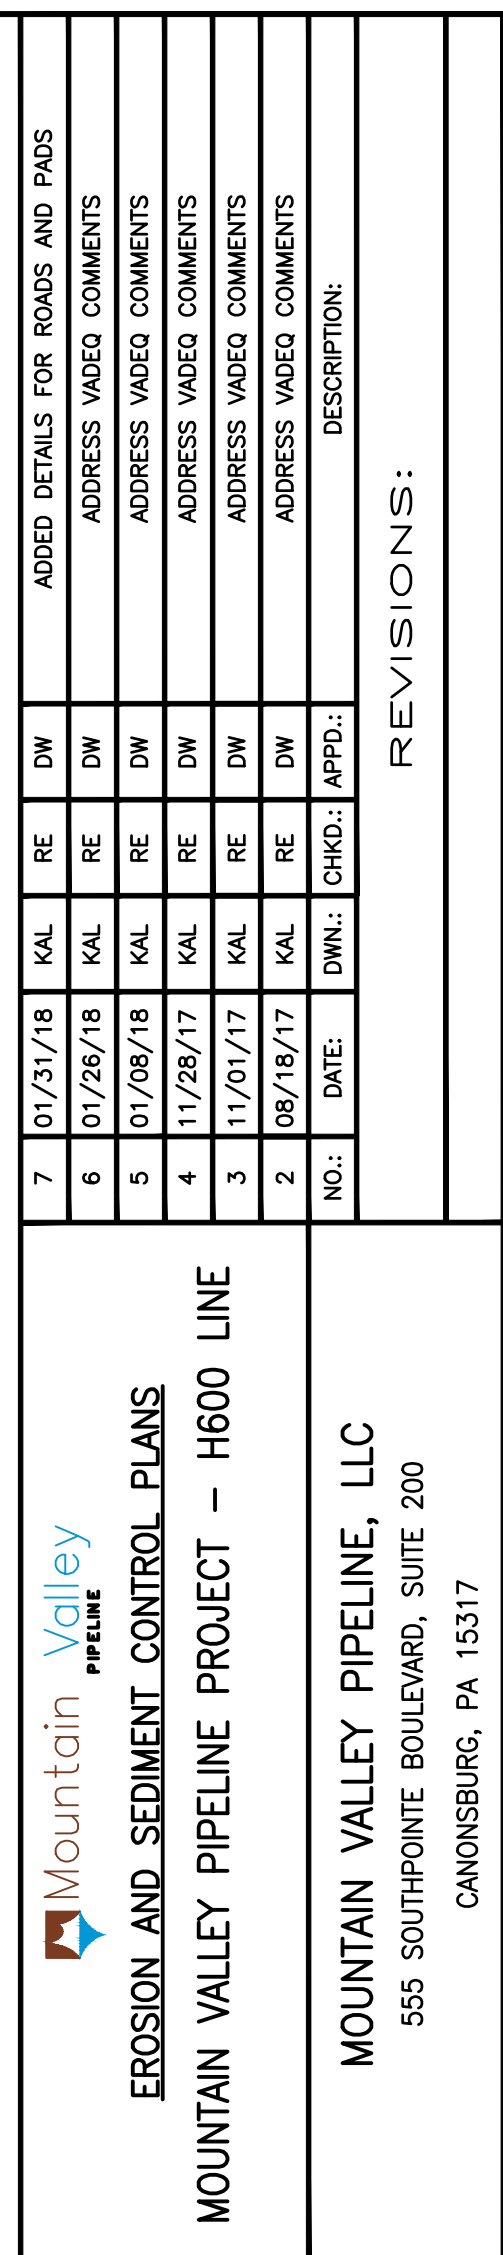 Mountain Valley
PIPELINE
EROSION AND SEDIMENT CONTROL PLANS
MOUNTAIN VALLEY PIPELINE PROJECT - H600 LINE
MOUNTAIN VALLEY PIPELINE, LLC
555 SOUTHPOINTE BOULEVARD, SUITE 200
CANONSBURG, PA 15317
7 01/31/18 KAL RE DW ADDED DETAILS FOR ROADS AND PADS
6 01/26/18 KAL RE DW ADDRESS VADEQ COMMENTS
5 01/08/18 KAL RE DW ADDRESS VADEQ COMMENTS
4 11/28/17 KAL RE DW ADDRESS VADEQ COMMENTS
3 11/01/17 KAL RE DW ADDRESS VADEQ COMMENTS
2 08/18/17 KAL RE DW ADDRESS VADEQ COMMENTS
NO.: DATE: DWN.: CHKD.: APPD.: DESCRIPTION:
REVISIONS: